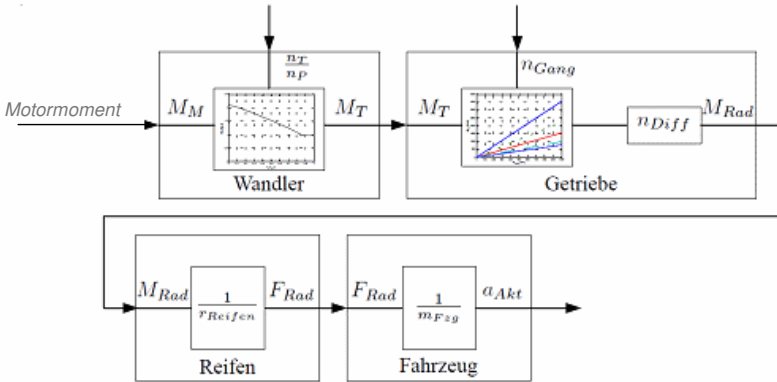 n_T
n_P
n_Gang
Motormoment
M_M
M_T
M_T
n_Diff
M_Rad
Wandler
Getriebe
M_Rad
1
r_Reifen
F_Rad
F_Rad
1
m_Fzg
a_Akt
Reifen
Fahrzeug